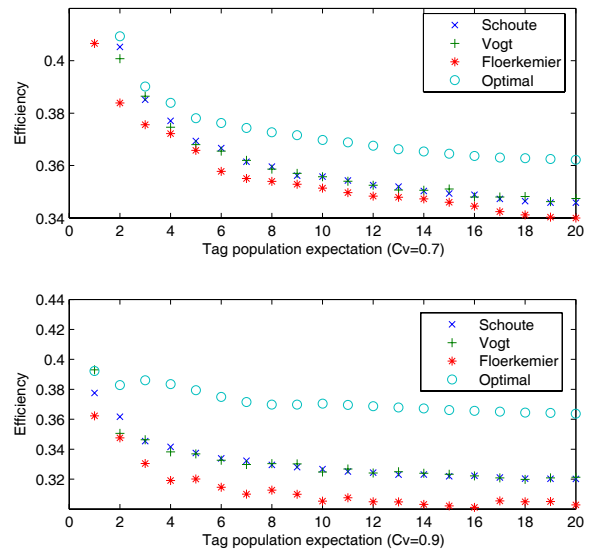 0.4
0.38
0.36
0.34
Efficiency
Schoute
Vogt
Floerkemier
Optimal
0 2 4 6 8 10 12 14 16 18 20
Tag population expectation (Cv=0.7)
0.44
0.42
0.4
0.38
0.36
0.34
0.32
Efficiency
Schoute
Vogt
Floerkemier
Optimal
0 2 4 6 8 10 12 14 16 18 20
Tag population expectation (Cv=0.9)